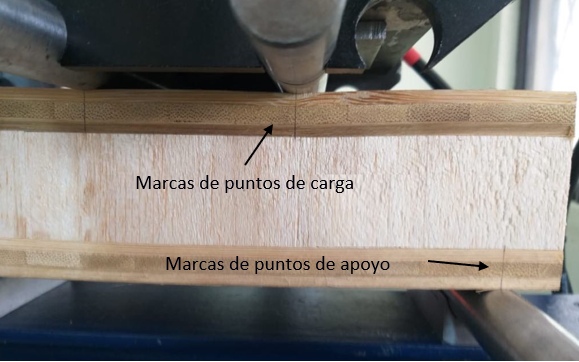 Marcas de puntos de carga
Marcas de puntos de apoyo